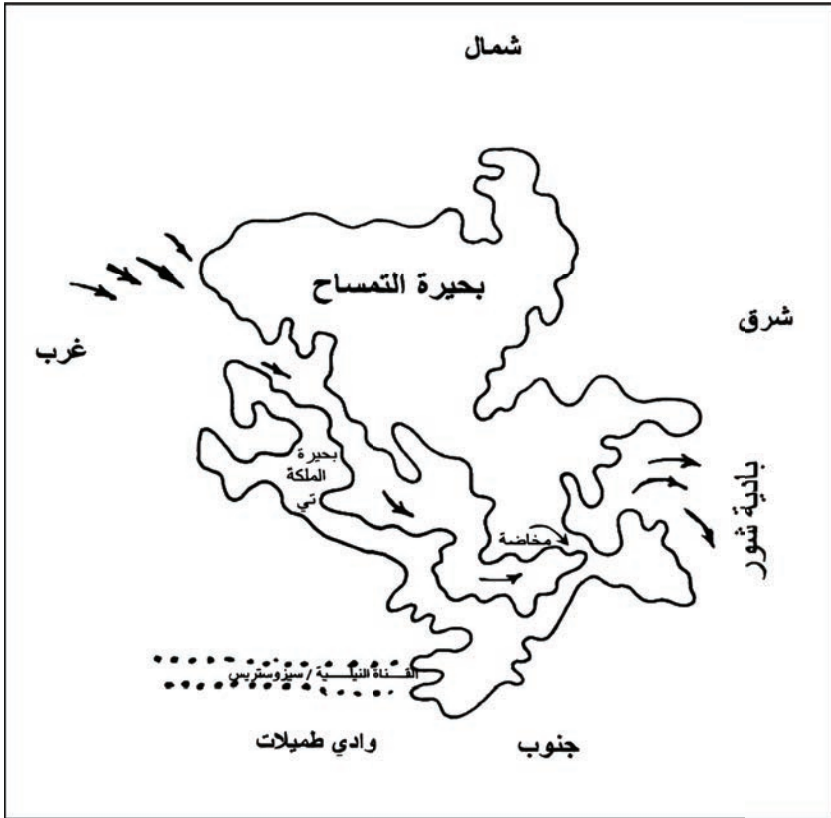 شمال
بحيرة التمساح
شرق
غرب
بحيرة
الملكة
تي
بادية شور
مخاضة
القناة النيلية / سيزوستريس
وادي طميلات
جنوب